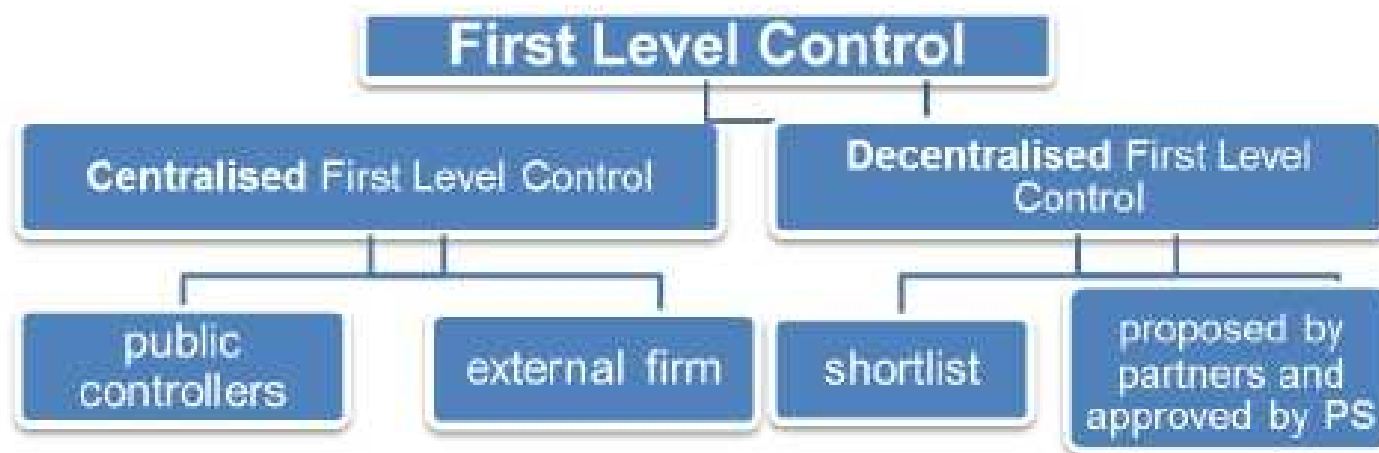 First Level Control
Centralised First Level Control
Decentralised First Level
Control
public
controllers
external firm
shortlist
proposed by
partners and
approved by PS